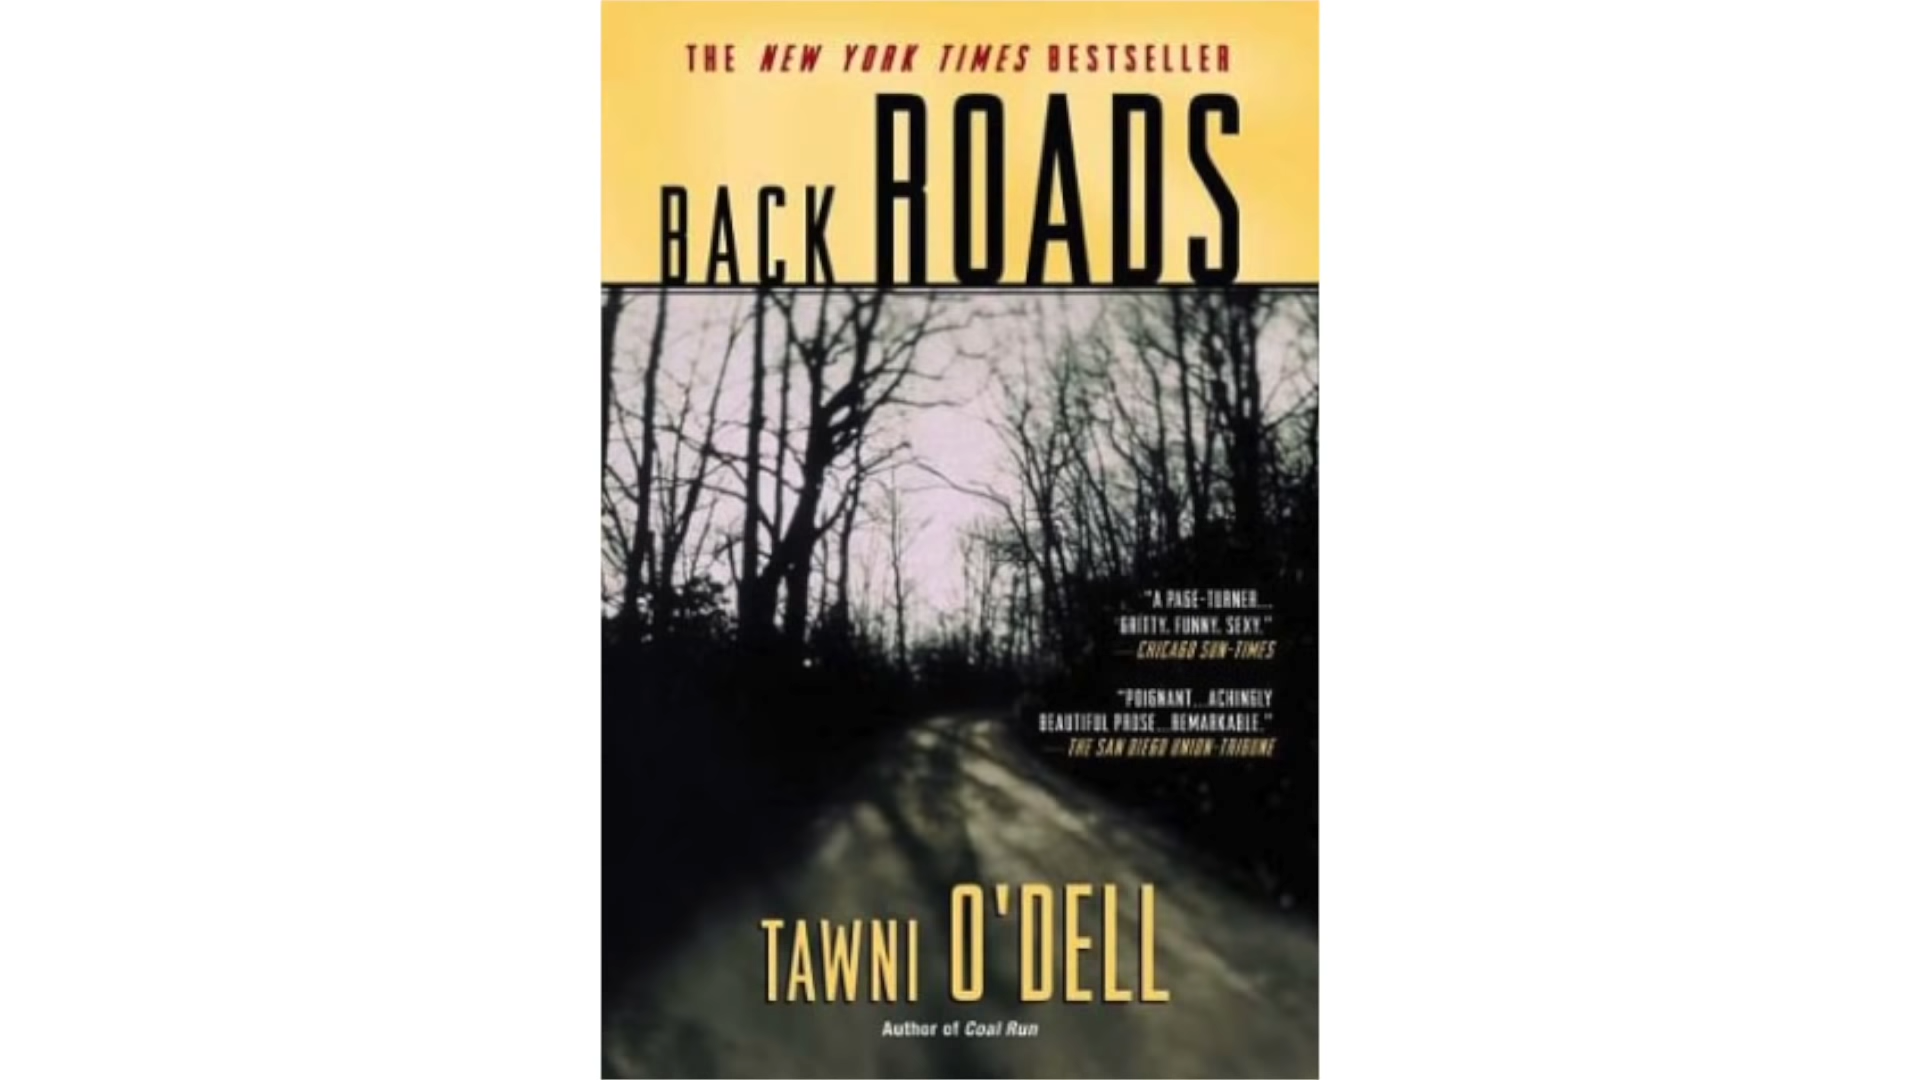 THE NEW YORK TIMES BESTSELLER
BACK ROADS
"A PAGE-TURNER...
GRITTY. FUNNY. SEXY."
—CHICAGO SUN-TIMES
"POIGNANT...ACHINGLY
BEAUTIFUL PROSE...REMARKABLE."
—THE SAN DIEGO UNION-TRIBUNE
TAWNI O'DELL
Author of Coal Run